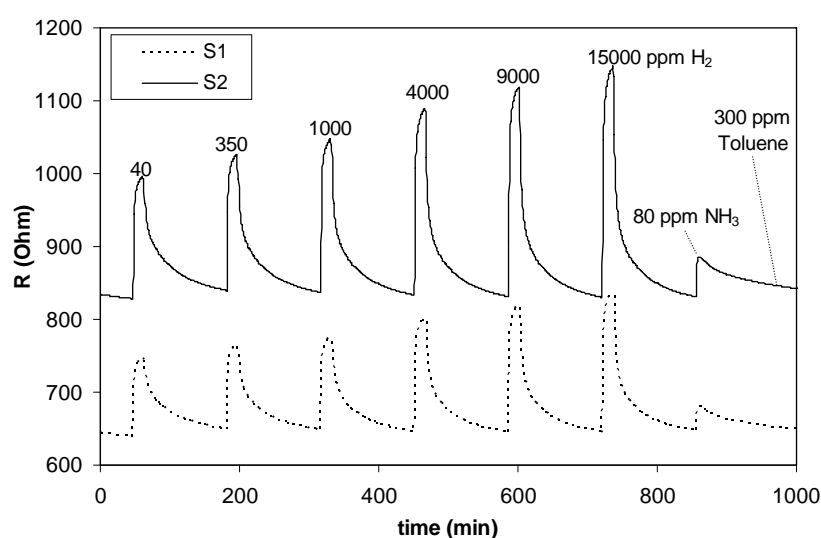 1200
1100
1000
900
800
700
600
R (Ohm)
S1
S2
40
350
1000
4000
9000
15000 ppm H₂
80 ppm NH₃
300 ppm
Toluene
0
200
400
600
800
1000
time (min)